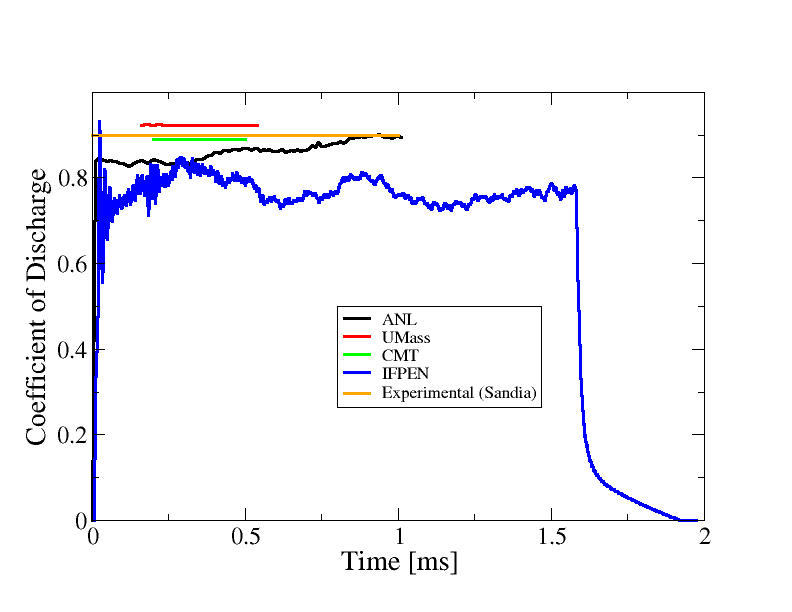 Coefficient of Discharge
0.8
0.6
0.4
0.2
0
ANL
UMass
CMT
IFPEN
Experimental (Sandia)
0
0.5
1
1.5
2
Time [ms]